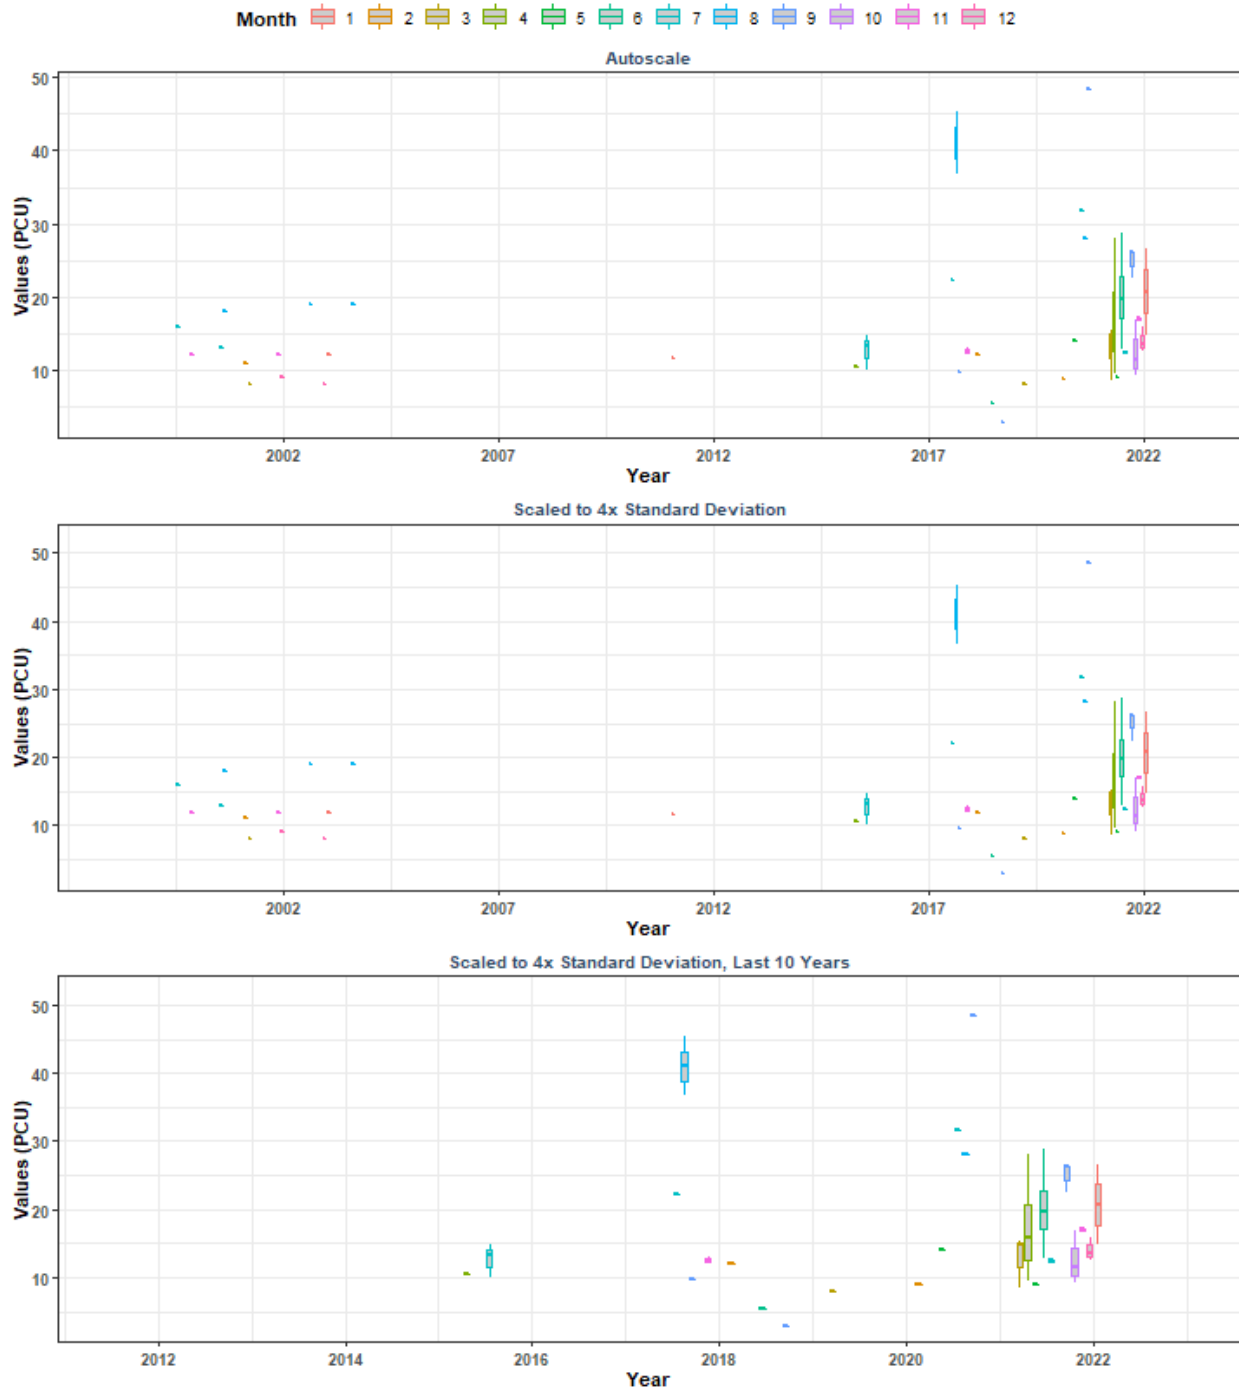 Month 1 2 3 4 5 6 7 8 9 10 11 12
Autoscale
Values (PCU)
50
40
30
20
10
2002 2007 2012 2017 2022
Year
Scaled to 4x Standard Deviation
Values (PCU)
50
40
30
20
10
2002 2007 2012 2017 2022
Year
Scaled to 4x Standard Deviation, Last 10 Years
Values (PCU)
50
40
30
20
10
2012 2014 2016 2018 2020 2022
Year